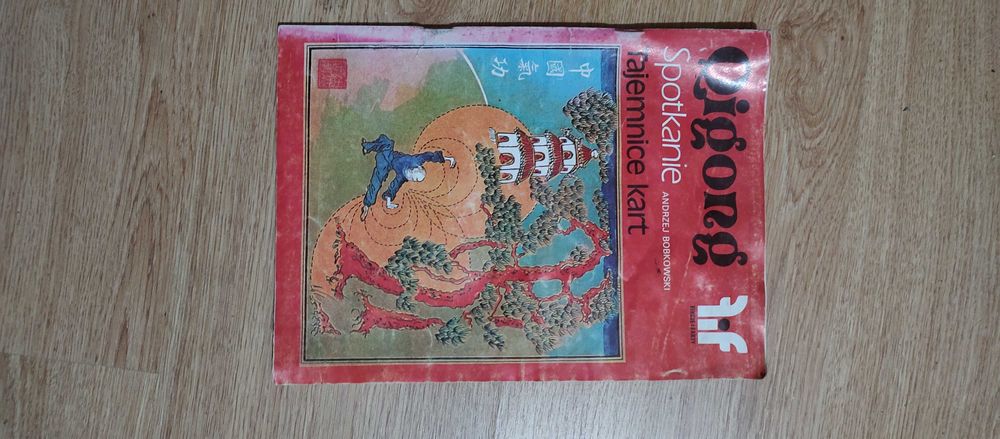 Qigong
Spotkanie
ANDRZEJ BOBKOWSKI
Tajemnice kart
中國氣功